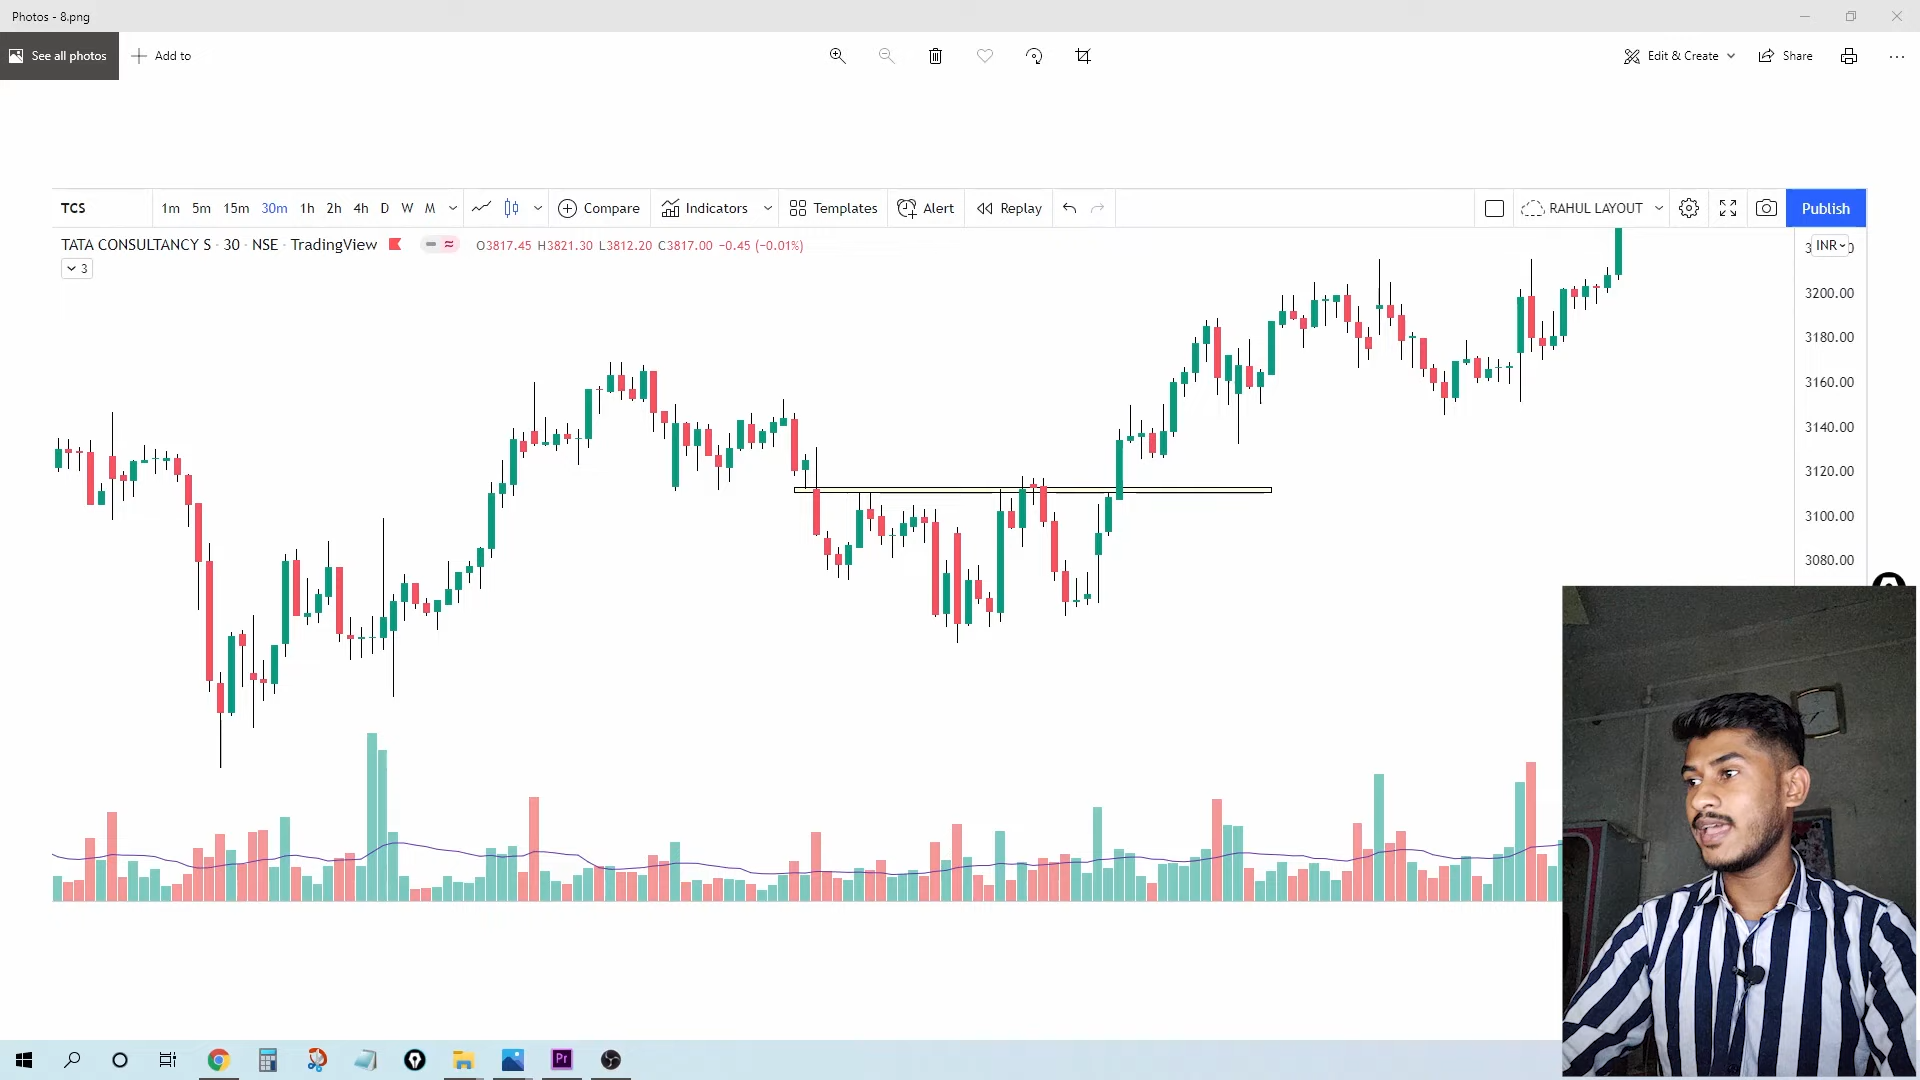 Photos - 8.png
See all photos
Add to
Edit & Create
Share
TCS
1m 5m 15m 30m 1h 2h 4h D W M
Compare
Indicators
Templates
Alert
Replay
RAHUL LAYOUT
Publish
TATA CONSULTANCY S · 30 · NSE · TradingView
O3817.45 H3821.30 L3812.20 C3817.00 −0.45 (−0.01%)
INR
3
3200.00
3180.00
3160.00
3140.00
3120.00
3100.00
3080.00
Pr